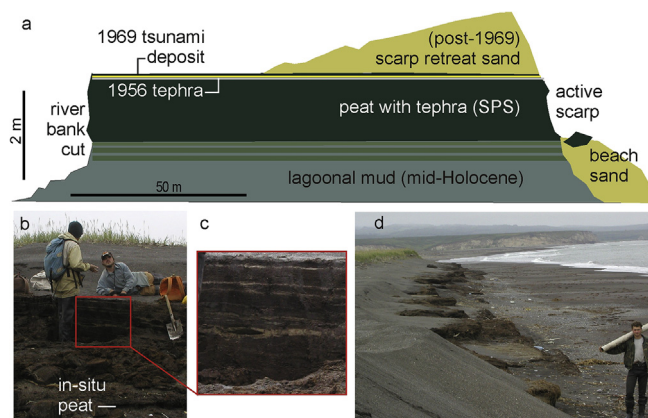 a
1969 tsunami
deposit
(post-1969)
scarp retreat sand
1956 tephra
2 m
river
bank
cut
peat with tephra (SPS)
active
scarp
beach
sand
50 m
lagoonal mud (mid-Holocene)
b
c
d
in-situ
peat